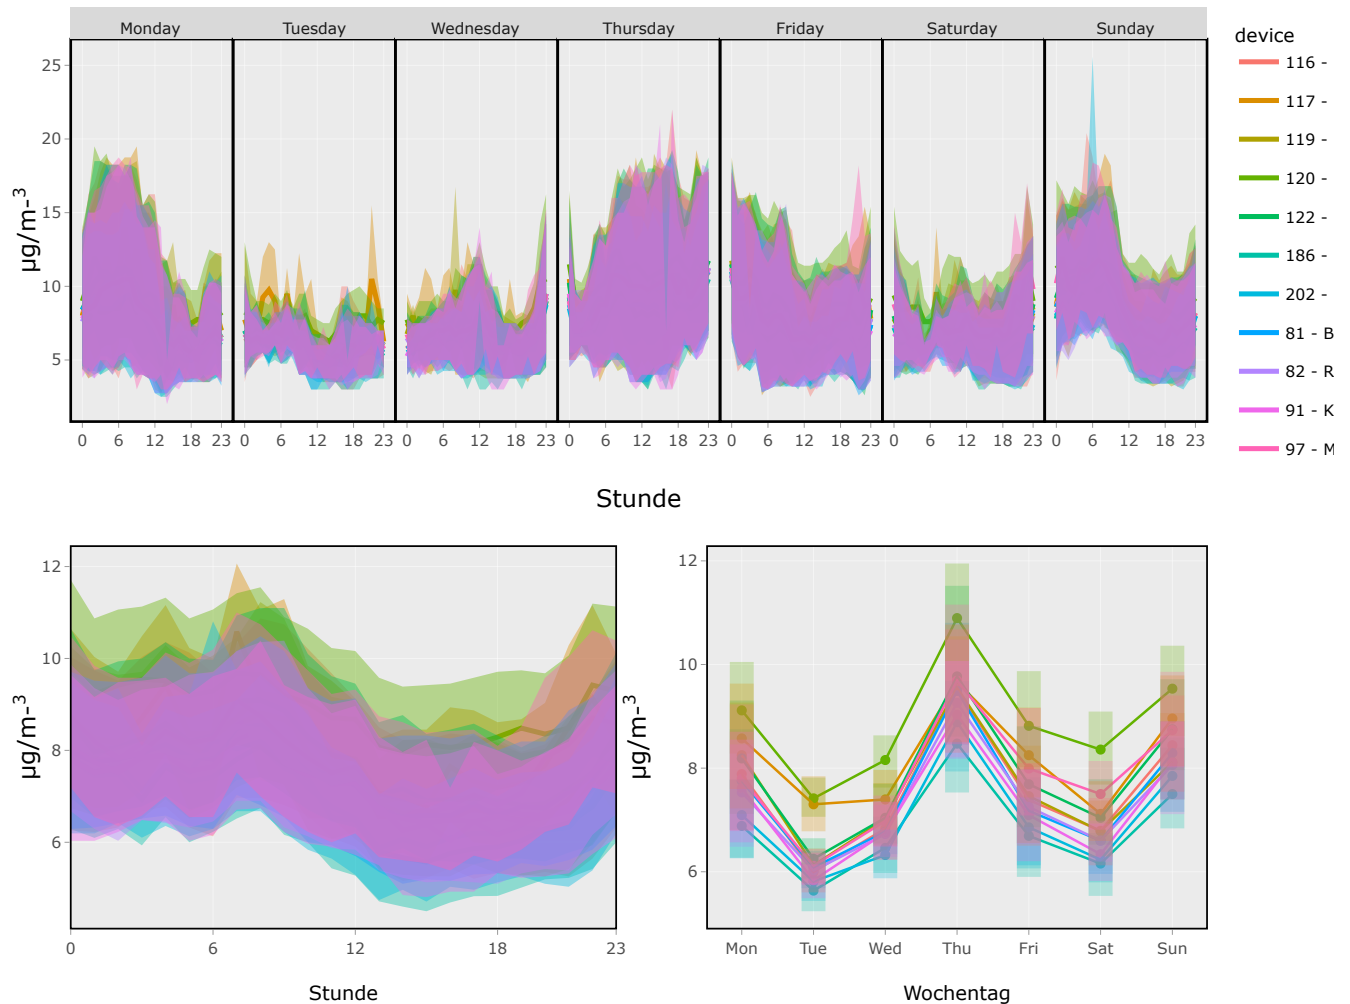 Monday Tuesday Wednesday Thursday Friday Saturday Sunday
device
116 -
117 -
119 -
120 -
122 -
186 -
202 -
81 - B
82 - R
91 - K
97 - M
µg/m-³
25
20
15
10
5
0 6 12 18 23 0 6 12 18 23 0 6 12 18 23 0 6 12 18 23 0 6 12 18 23 0 6 12 18 23 0 6 12 18 23
Stunde
µg/m-³
12
10
8
6
0 6 12 18 23
Stunde
µg/m-³
12
10
8
6
Mon Tue Wed Thu Fri Sat Sun
Wochentag